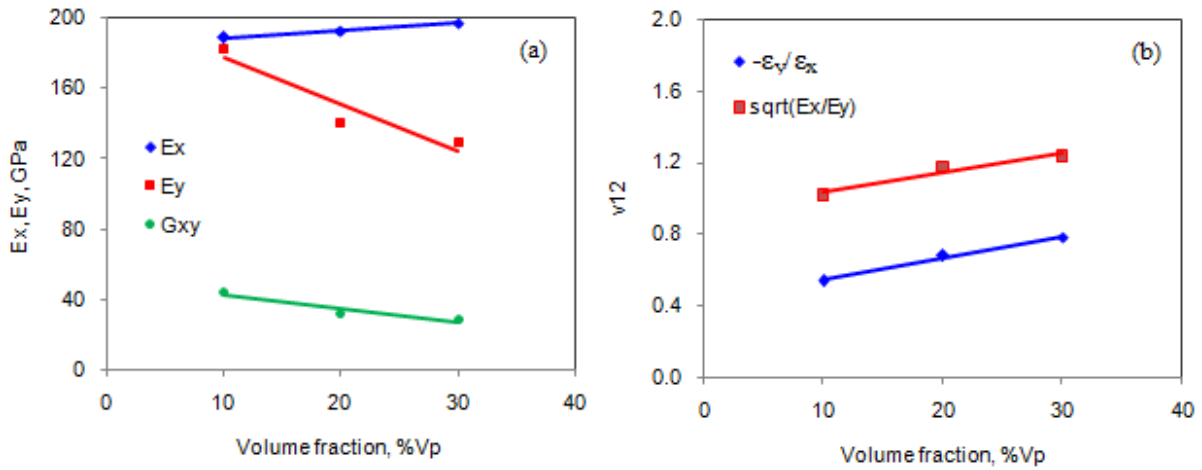 200
160
120
80
40
0
Ex, Ey, GPa
(a)
Ex
Ey
Gxy
0
10
20
30
40
Volume fraction, %Vp
2.0
1.6
1.2
0.8
0.4
0.0
v12
(b)
-εy/εx
sqrt(Ex/Ey)
0
10
20
30
40
Volume fraction, %Vp